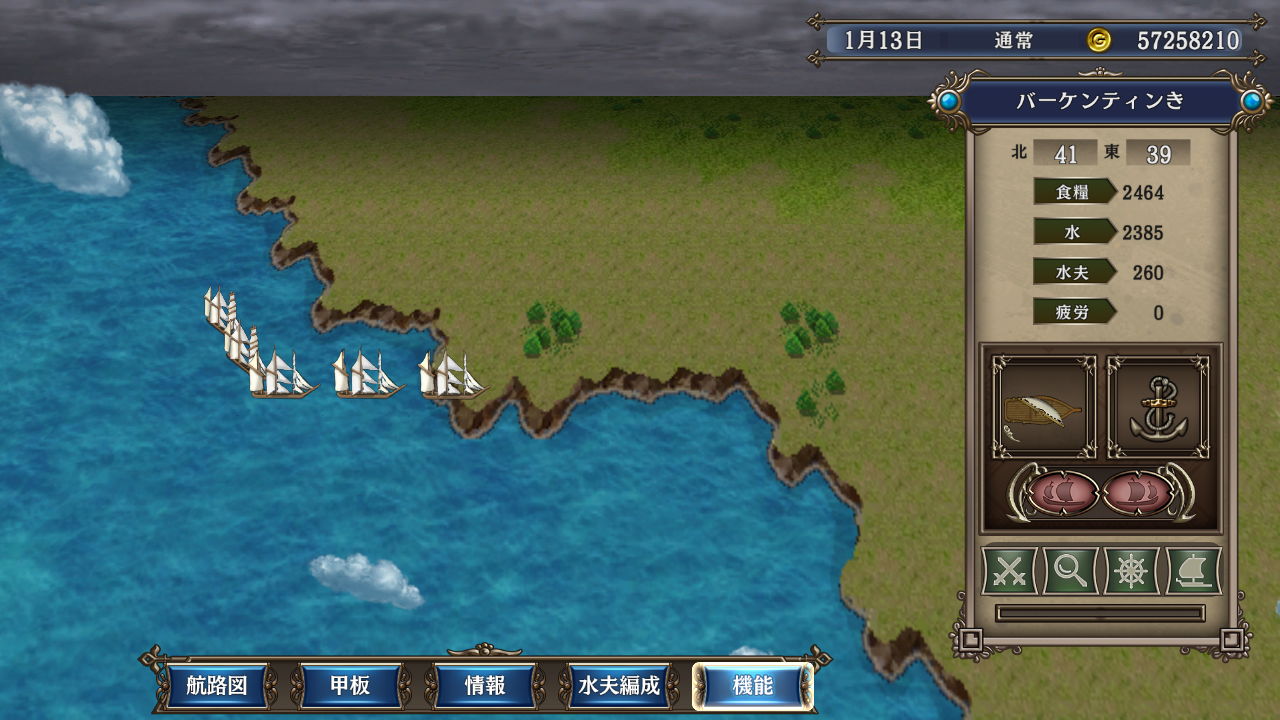 1月13日 通常 G 57258210
バーケンティンき
北 41 東 39
食糧 2464
水 2385
水夫 260
疲労 0
航路図 甲板 情報 水夫編成 機能